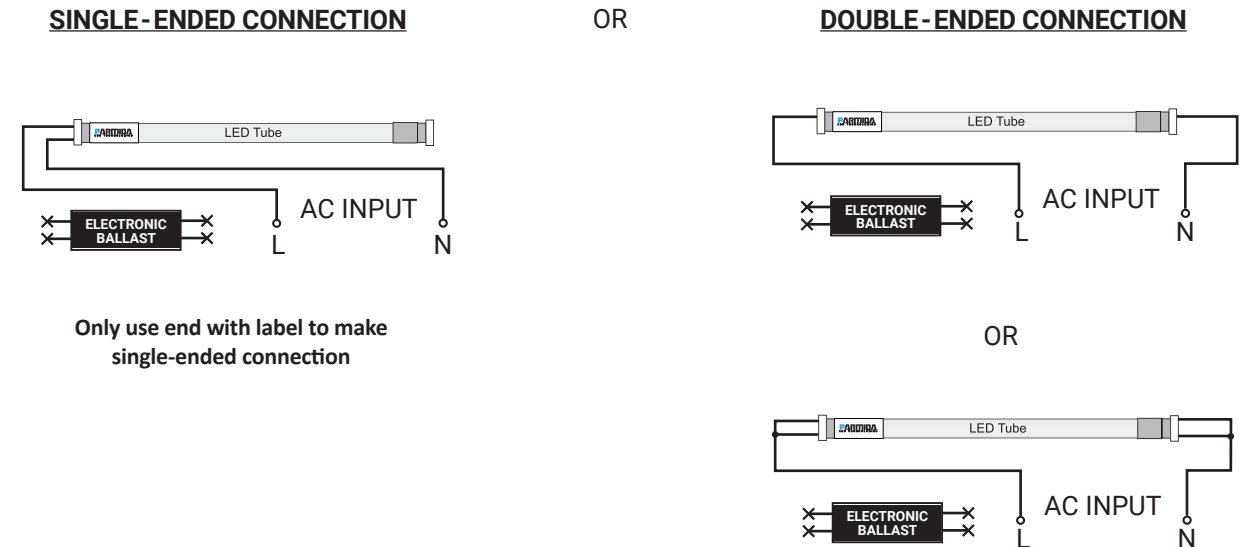 SINGLE-ENDED CONNECTION
OR
DOUBLE-ENDED CONNECTION
LED Tube
AC INPUT
ELECTRONIC
BALLAST
L
N
Only use end with label to make
single-ended connection
LED Tube
AC INPUT
ELECTRONIC
BALLAST
L
N
OR
LED Tube
AC INPUT
ELECTRONIC
BALLAST
L
N